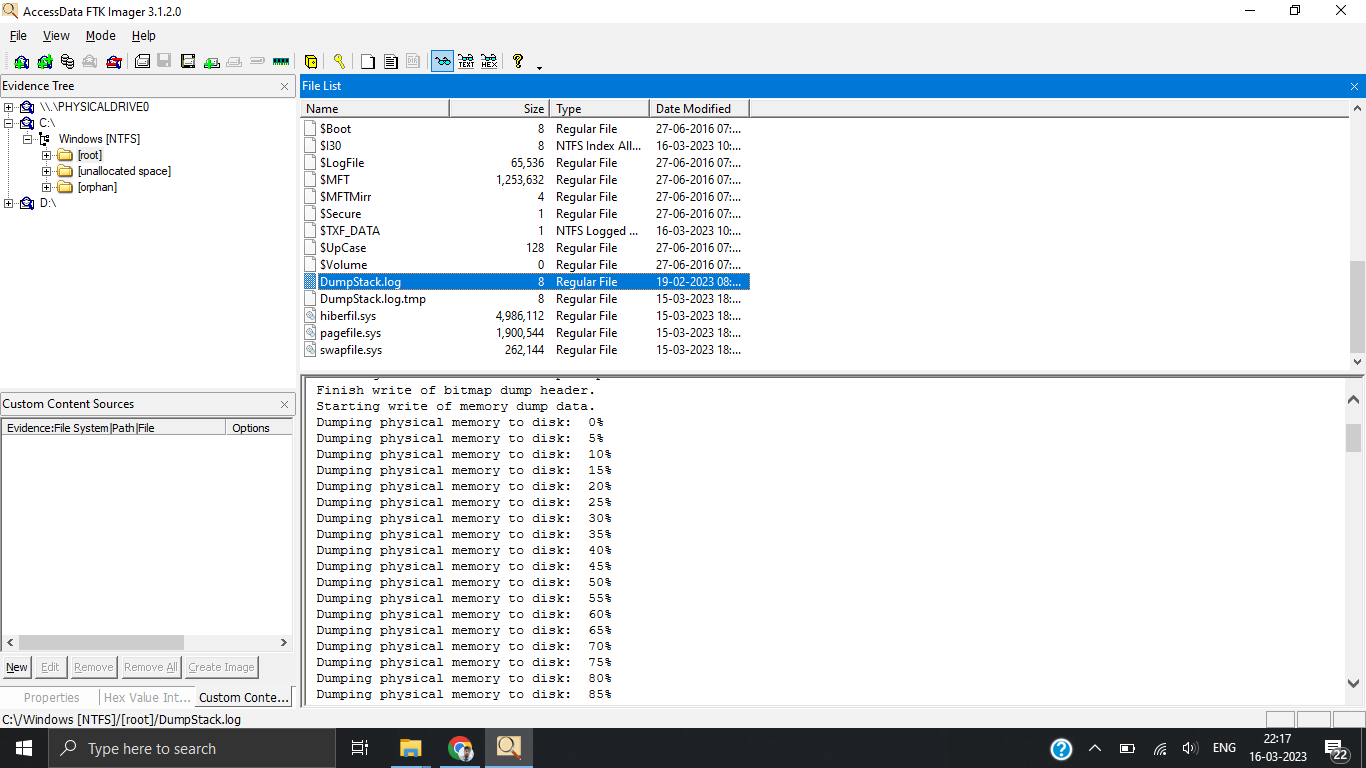 AccessData FTK Imager 3.1.2.0
File View Mode Help
Evidence Tree
\\.\PHYSICALDRIVE0
C:\
Windows [NTFS]
[root]
[unallocated space]
[orphan]
D:\
Custom Content Sources
Evidence:File System|Path|File Options
New Edit Remove Remove All Create Image
Properties Hex Value Int... Custom Conte...
File List
Name Size Type Date Modified
$Boot 8 Regular File 27-06-2016 07:...
$I30 8 NTFS Index All... 16-03-2023 10:...
$LogFile 65,536 Regular File 27-06-2016 07:...
$MFT 1,253,632 Regular File 27-06-2016 07:...
$MFTMirr 4 Regular File 27-06-2016 07:...
$Secure 1 Regular File 27-06-2016 07:...
$TXF_DATA 1 NTFS Logged ... 16-03-2023 10:...
$UpCase 128 Regular File 27-06-2016 07:...
$Volume 0 Regular File 27-06-2016 07:...
DumpStack.log 8 Regular File 19-02-2023 08:...
DumpStack.log.tmp 8 Regular File 15-03-2023 18:...
hiberfil.sys 4,986,112 Regular File 15-03-2023 18:...
pagefile.sys 1,900,544 Regular File 15-03-2023 18:...
swapfile.sys 262,144 Regular File 15-03-2023 18:...
Finish write of bitmap dump header.
Starting write of memory dump data.
Dumping physical memory to disk: 0%
Dumping physical memory to disk: 5%
Dumping physical memory to disk: 10%
Dumping physical memory to disk: 15%
Dumping physical memory to disk: 20%
Dumping physical memory to disk: 25%
Dumping physical memory to disk: 30%
Dumping physical memory to disk: 35%
Dumping physical memory to disk: 40%
Dumping physical memory to disk: 45%
Dumping physical memory to disk: 50%
Dumping physical memory to disk: 55%
Dumping physical memory to disk: 60%
Dumping physical memory to disk: 65%
Dumping physical memory to disk: 70%
Dumping physical memory to disk: 75%
Dumping physical memory to disk: 80%
Dumping physical memory to disk: 85%
C:\/Windows [NTFS]/[root]/DumpStack.log
Type here to search
ENG
22:17
16-03-2023
22